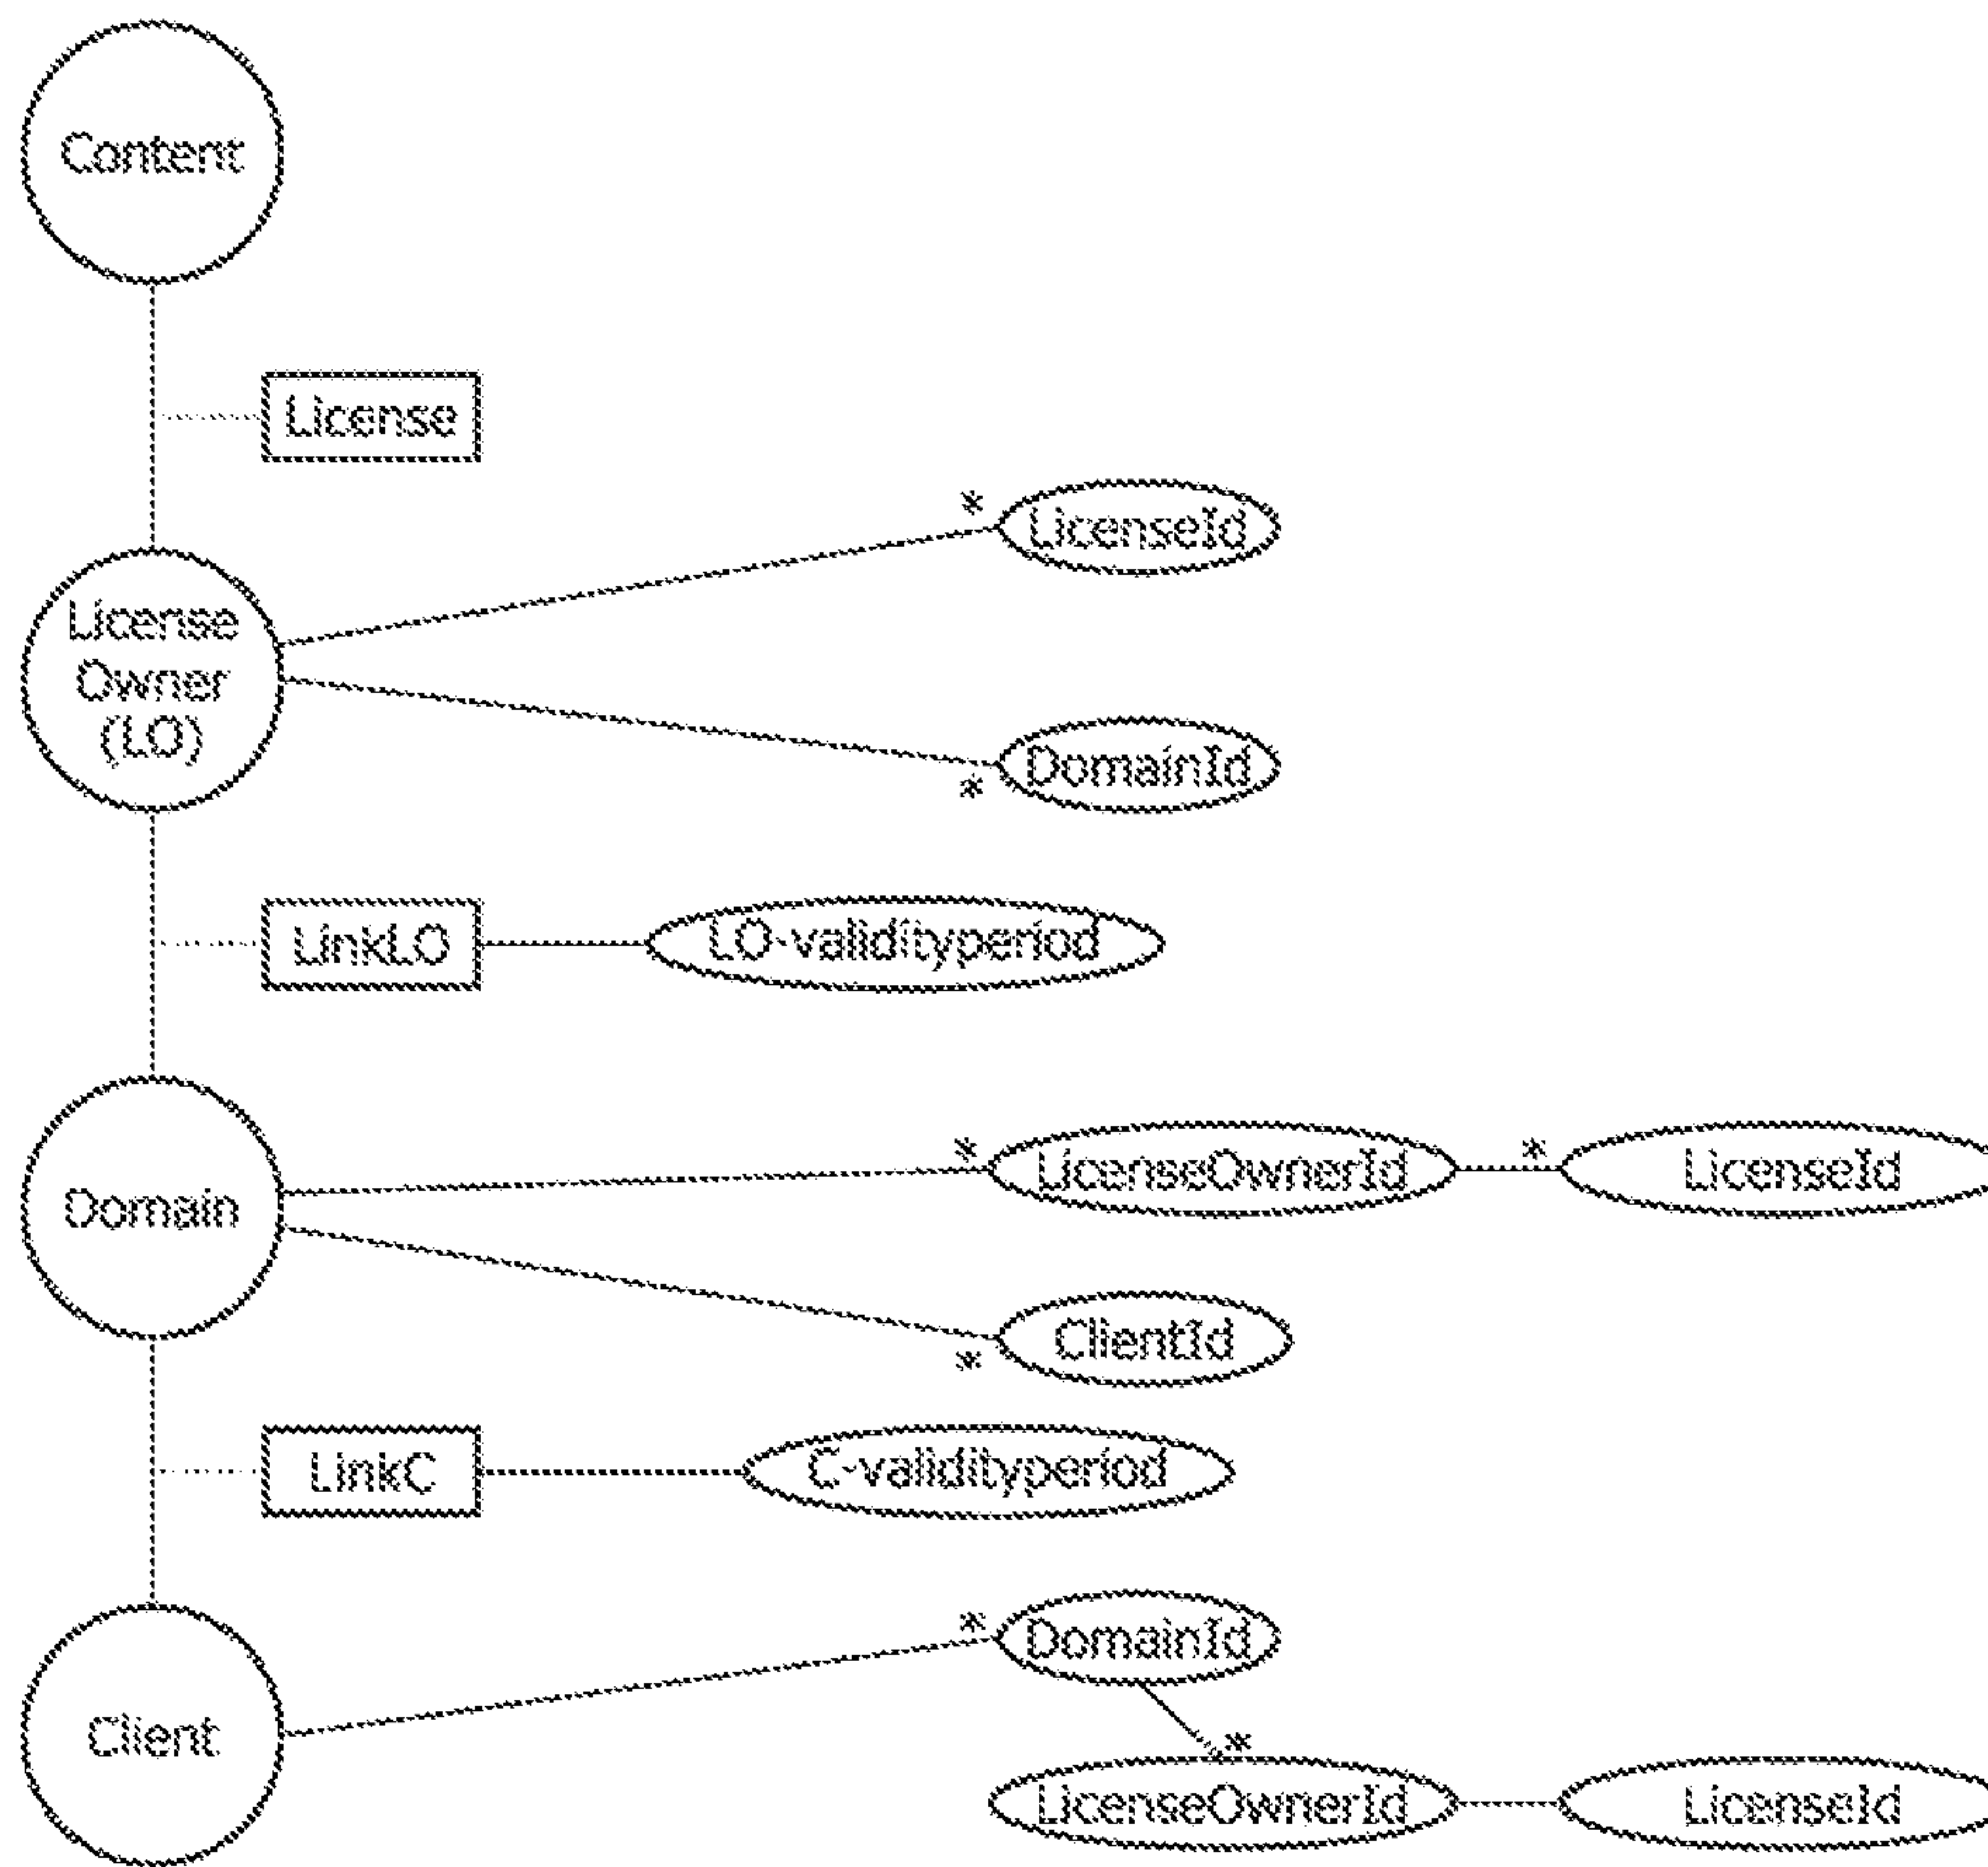 Content
License
*
LicenseId
License
Owner
(LO)
*
DomainId
LinkLO
LO-validityperiod
*
LicenseOwnerId
*
LicenseId
Domain
*
ClientId
LinkC
C-validityperiod
*
DomainId
Client
*
LicenseOwnerId
LicenseId